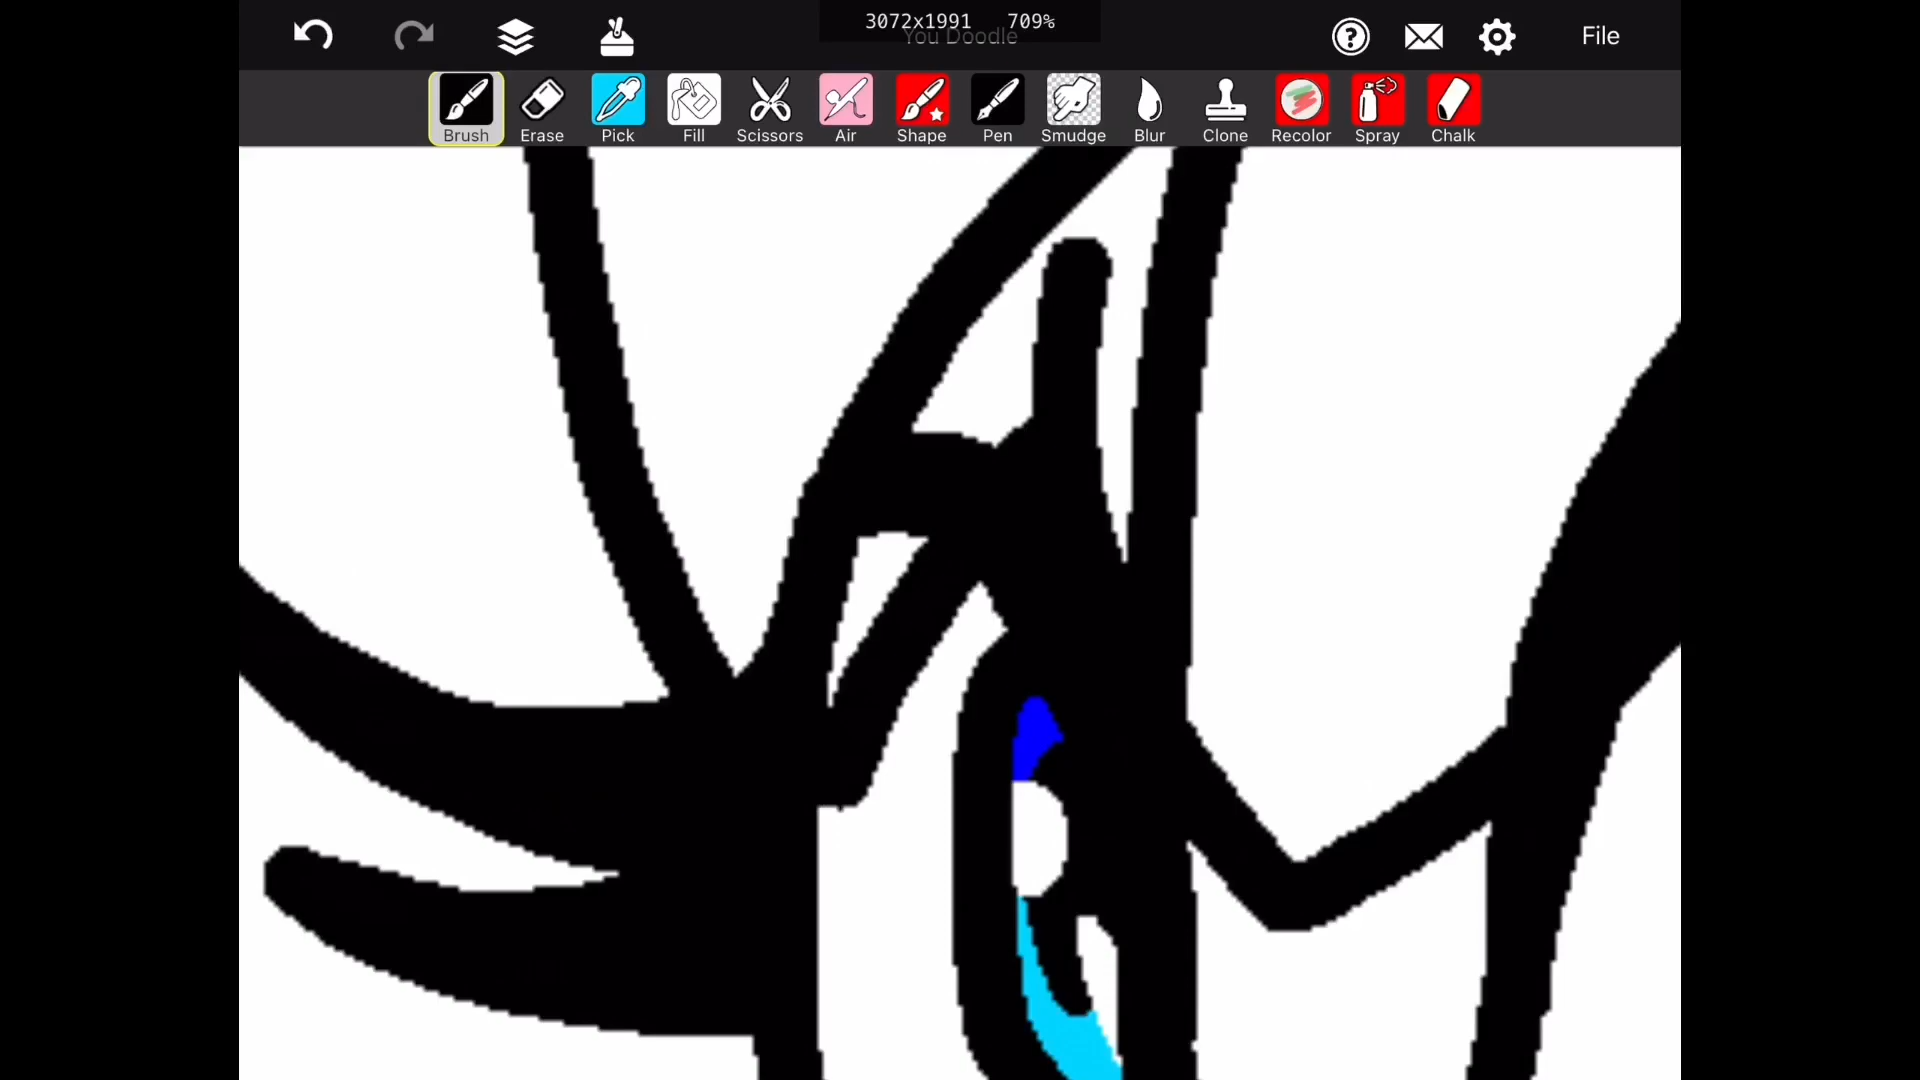 3072x1991 709%
You Doodle
File
Brush Erase Pick Fill Scissors Air Shape Pen Smudge Blur Clone Recolor Spray Chalk